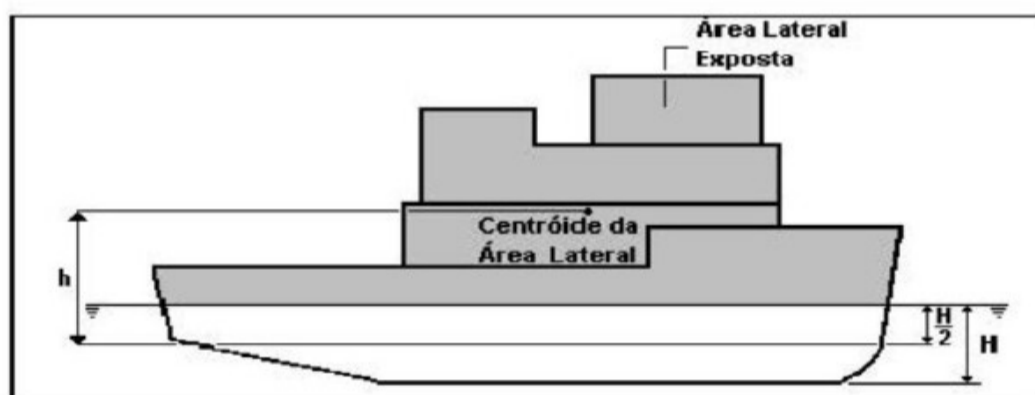 Área Lateral
Exposta
Centróide da
Área Lateral
h
H
2
H